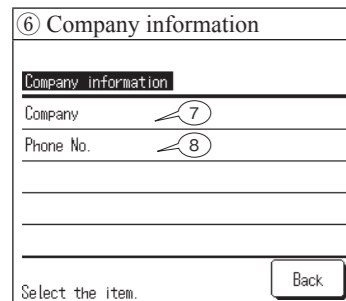 ⑥ Company information
Company information
Company ⑦
Phone No. ⑧
Select the item. Back